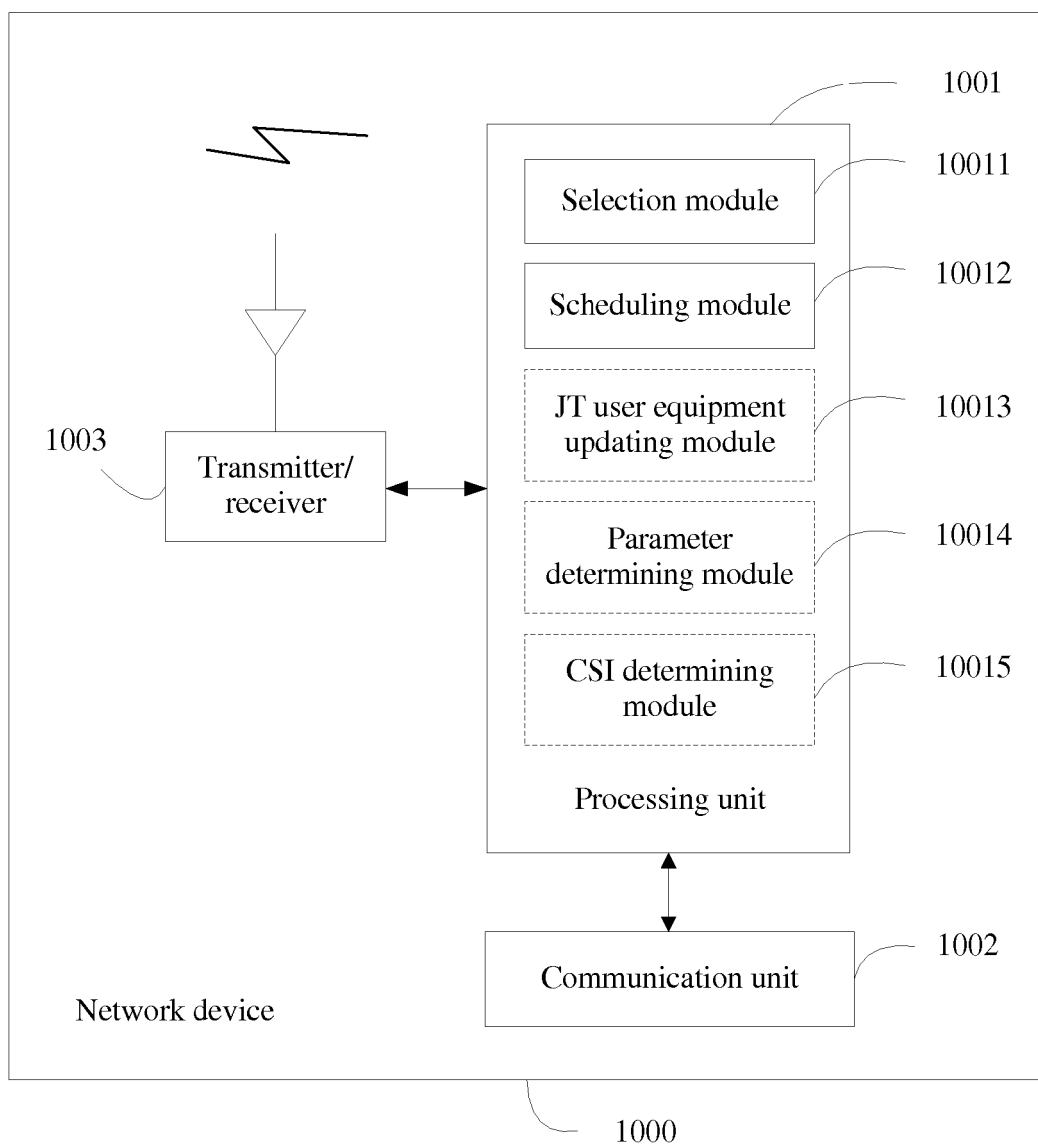 1001
Selection module
10011
Scheduling module
10012
JT user equipment
updating module
10013
1003
Transmitter/
receiver
Parameter
determining module
10014
CSI determining
module
10015
Processing unit
Communication unit
1002
Network device
1000